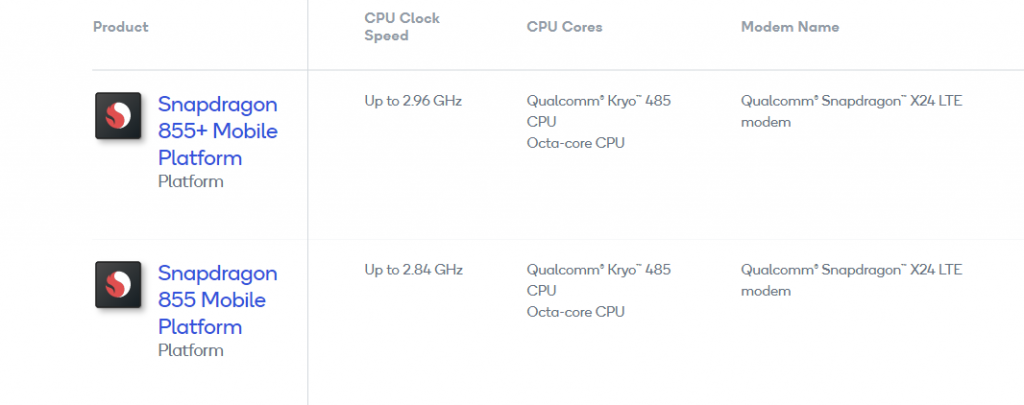 Product
CPU Clock
Speed
CPU Cores
Modem Name
Snapdragon
855+ Mobile
Platform
Platform
Up to 2.96 GHz
Qualcomm® Kryo™ 485
CPU
Octa-core CPU
Qualcomm® Snapdragon™ X24 LTE
modem
Snapdragon
855 Mobile
Platform
Platform
Up to 2.84 GHz
Qualcomm® Kryo™ 485
CPU
Octa-core CPU
Qualcomm® Snapdragon™ X24 LTE
modem